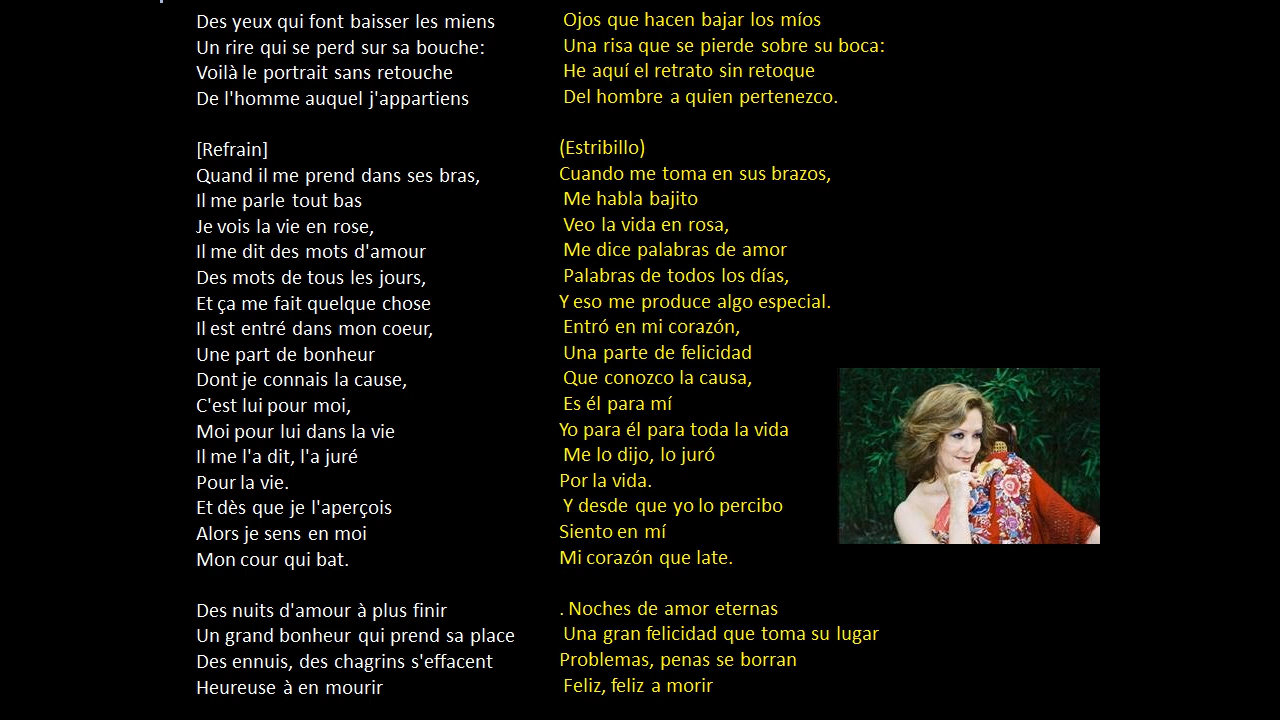 Des yeux qui font baisser les miens
Un rire qui se perd sur sa bouche:
Voilà le portrait sans retouche
De l'homme auquel j'appartiens
[Refrain]
Quand il me prend dans ses bras,
Il me parle tout bas
Je vois la vie en rose,
Il me dit des mots d'amour
Des mots de tous les jours,
Et ça me fait quelque chose
Il est entré dans mon coeur,
Une part de bonheur
Dont je connais la cause,
C'est lui pour moi,
Moi pour lui dans la vie
Il me l'a dit, l'a juré
Pour la vie.
Et dès que je l'aperçois
Alors je sens en moi
Mon cour qui bat.
Des nuits d'amour à plus finir
Un grand bonheur qui prend sa place
Des ennuis, des chagrins s'effacent
Heureuse à en mourir
Ojos que hacen bajar los míos
Una risa que se pierde sobre su boca:
He aquí el retrato sin retoque
Del hombre a quien pertenezco.
(Estribillo)
Cuando me toma en sus brazos,
Me habla bajito
Veo la vida en rosa,
Me dice palabras de amor
Palabras de todos los días,
Y eso me produce algo especial.
Entró en mi corazón,
Una parte de felicidad
Que conozco la causa,
Es él para mí
Yo para él para toda la vida
Me lo dijo, lo juró
Por la vida.
Y desde que yo lo percibo
Siento en mí
Mi corazón que late.
. Noches de amor eternas
Una gran felicidad que toma su lugar
Problemas, penas se borran
Feliz, feliz a morir